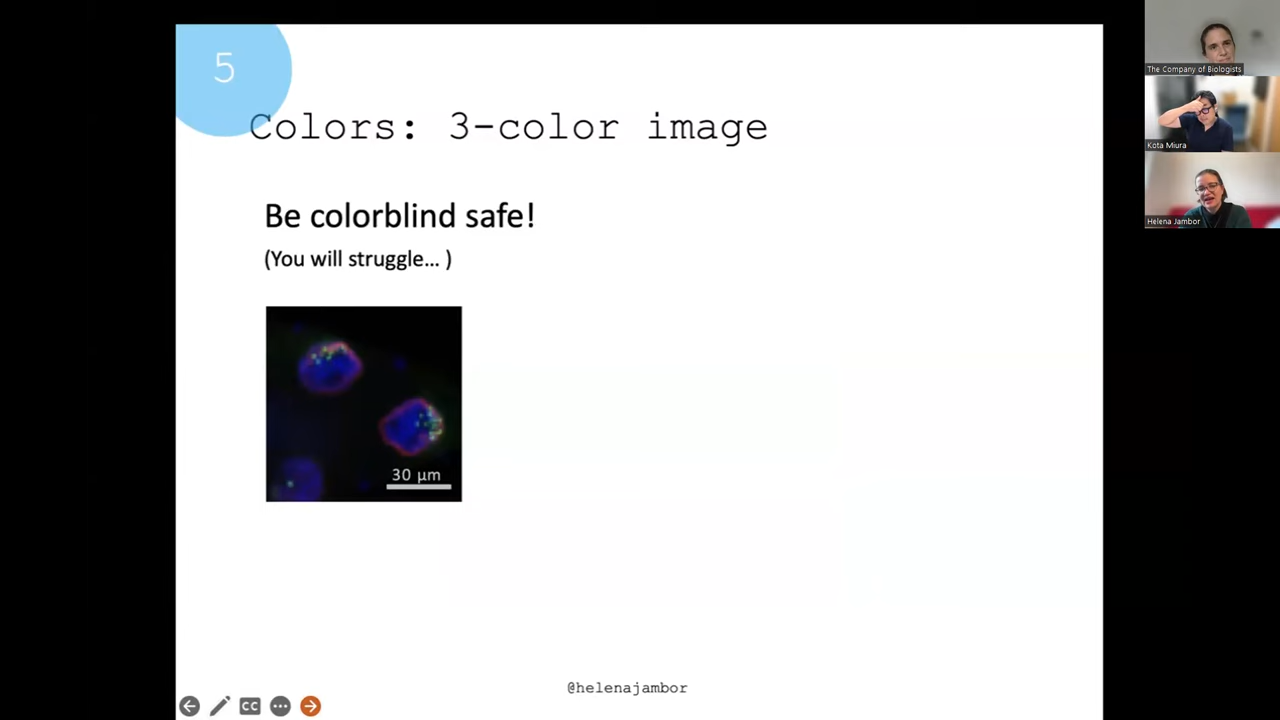 5
Colors: 3-color image
Be colorblind safe!
(You will struggle... )
30 µm
@helenajambor
CC
The Company of Biologists
Kota Miura
Helena Jambor